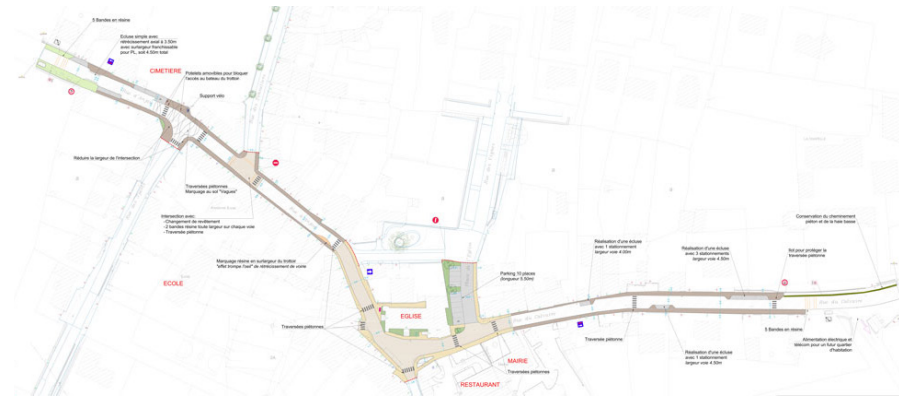 5 Bandes en résine
Ecluse simple avec
rétrécissement axial à 3.50m
avec surlargeur franchissable
pour PL, soit 4.50m total
CIMETIERE
Potelets amovibles pour bloquer
l'accès au bateau du trottoir
Support vélo
Réduire la largeur de l'intersection
Traversées piétonnes
Marquage au sol "Vagues"
Intersection avec
-Changement de revêtement
-2 bandes résine toute largeur sur chaque voie
-Traversée piétonne
Marquage résine en surlargeur du trottoir
"effet trompe l'oeil" de rétrécissement de voirie
ECOLE
Traversées piétonnes
EGLISE
Parking 10 places
(longueur 5.50m)
MAIRIE
Traversées piétonnes
RESTAURANT
Réalisation d'une écluse
avec 1 stationnement
largeur voie 4.00m
Réalisation d'une écluse
avec 3 stationnements
largeur voie 4.50m
Conservation du cheminement
piéton et de la haie basse
Ilot pour protéger la
traversée piétonne
Traversée piétonne
Réalisation d'une écluse
avec 1 stationnement
largeur voie 4.50m
5 Bandes en résine
Alimentation électrique et
télécom pour un futur quartier
d'habitation